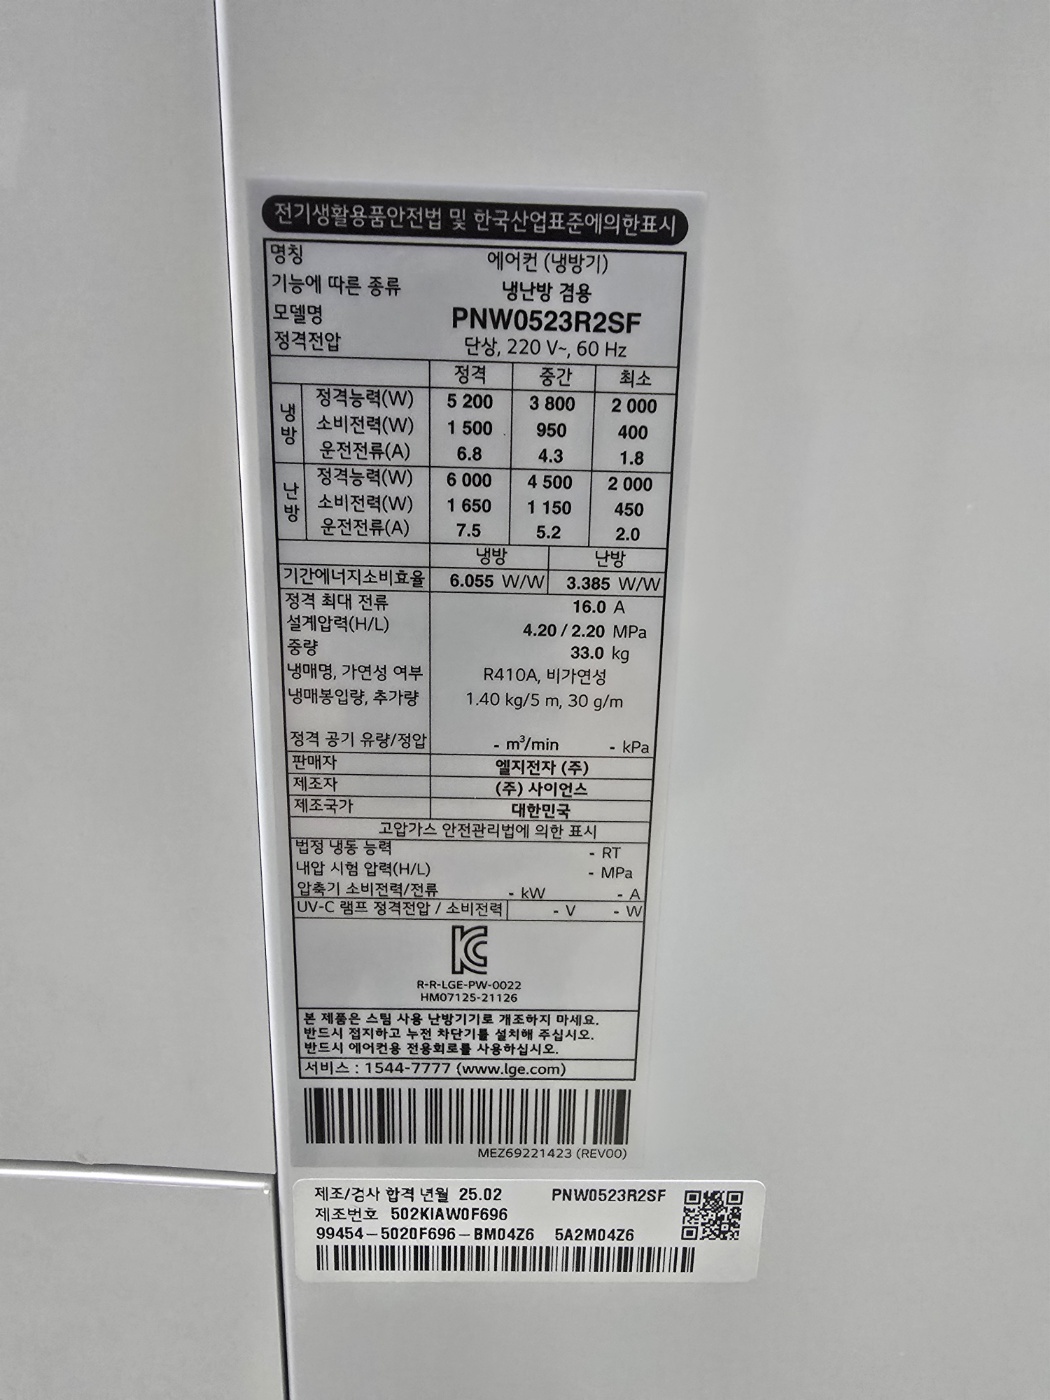 전기생활용품안전법 및 한국산업표준에의한표시
명칭 에어컨 (냉방기)
기능에 따른 종류 냉난방 겸용
모델명 PNW0523R2SF
정격전압 단상, 220 V~, 60 Hz
정격 중간 최소
냉방
정격능력(W) 5 200 3 800 2 000
소비전력(W) 1 500 950 400
운전전류(A) 6.8 4.3 1.8
난방
정격능력(W) 6 000 4 500 2 000
소비전력(W) 1 650 1 150 450
운전전류(A) 7.5 5.2 2.0
냉방 난방
기간에너지소비효율 6.055 W/W 3.385 W/W
정격 최대 전류 16.0 A
설계압력(H/L) 4.20 / 2.20 MPa
중량 33.0 kg
냉매명, 가연성 여부 R410A, 비가연성
냉매봉입량, 추가량 1.40 kg/5 m, 30 g/m
정격 공기 유량/정압 - m³/min - kPa
판매자 엘지전자 (주)
제조자 (주) 사이언스
제조국가 대한민국
고압가스 안전관리법에 의한 표시
법정 냉동 능력 - RT
내압 시험 압력(H/L) - MPa
압축기 소비전력/전류 - kW - A
UV-C 램프 정격전압 / 소비전력 - V - W
KC
R-R-LGE-PW-0022
HM07125-21126
본 제품은 스팀 사용 난방기기로 개조하지 마세요.
반드시 접지하고 누전 차단기를 설치해 주십시오.
반드시 에어컨용 전용회로를 사용하십시오.
서비스 : 1544-7777 (www.lge.com)
MEZ69221423 (REV00)
제조/검사 합격 년월 25.02 PNW0523R2SF
제조번호 502KIAW0F696
99454-5020F696-BM04Z6 5A2M04Z6